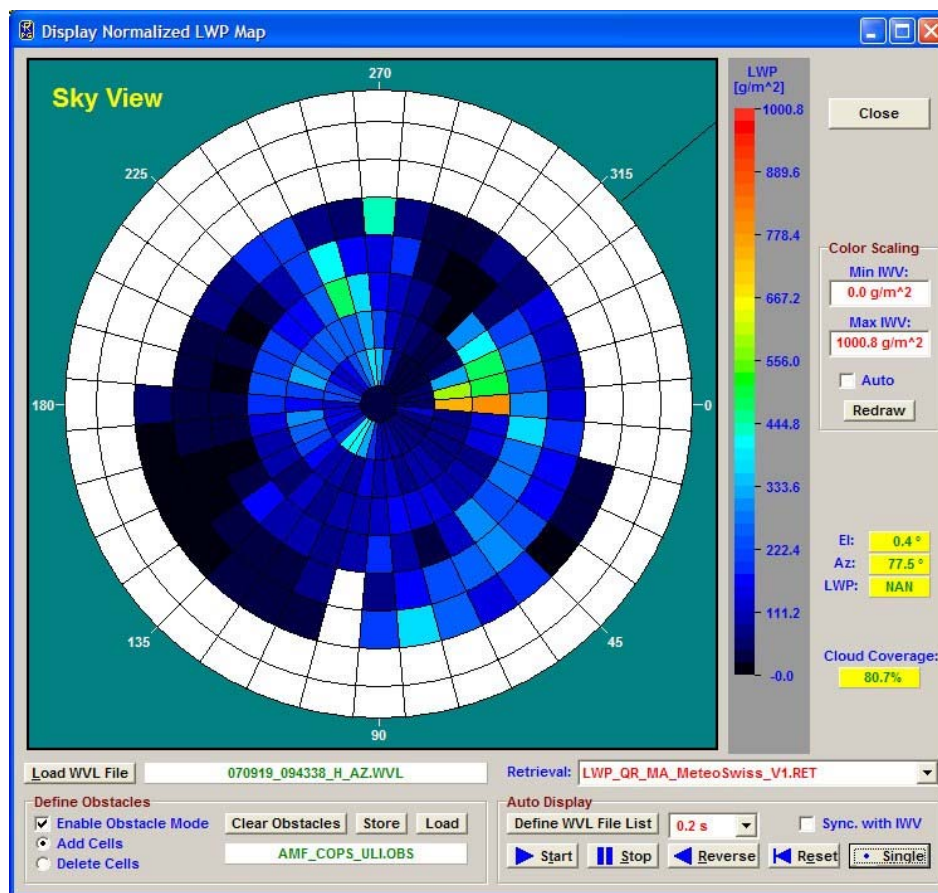 Display Normalized LWP Map
Sky View
270
225
315
180
0
135
45
90
LWP
[g/m^2]
1000.8
889.6
778.4
667.2
556.0
444.8
333.6
222.4
111.2
-0.0
Close
Color Scaling
Min IWV:
0.0 g/m^2
Max IWV:
1000.8 g/m^2
Auto
Redraw
El: 0.4 °
Az: 77.5 °
LWP: NAN
Cloud Coverage:
80.7%
Load WVL File 070919_094338_H_AZ.WVL
Retrieval: LWP_QR_MA_MeteoSwiss_V1.RET
Define Obstacles
Enable Obstacle Mode Clear Obstacles Store Load
Add Cells
AMF_COPS_ULI.OBS
Delete Cells
Auto Display
Define WVL File List 0.2 s Sync. with IWV
Start Stop Reverse Reset Single